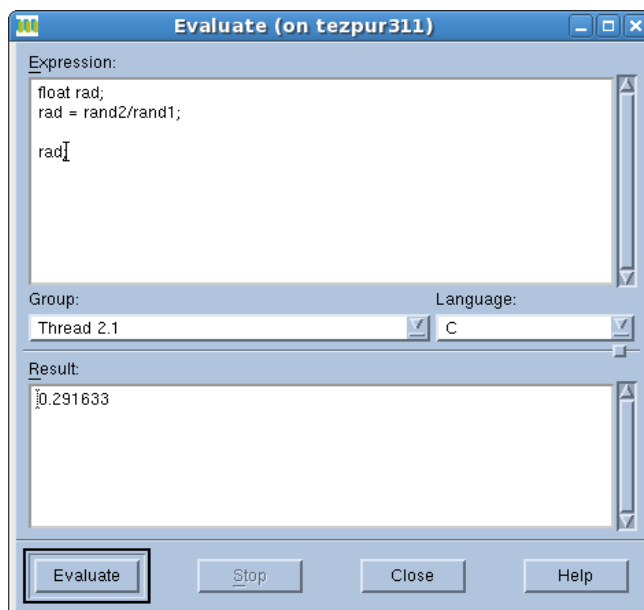 Evaluate (on tezpur311)
Expression:
float rad;
rad = rand2/rand1;
rad;
Group:
Language:
Thread 2.1
C
Result:
0.291633
Evaluate
Stop
Close
Help